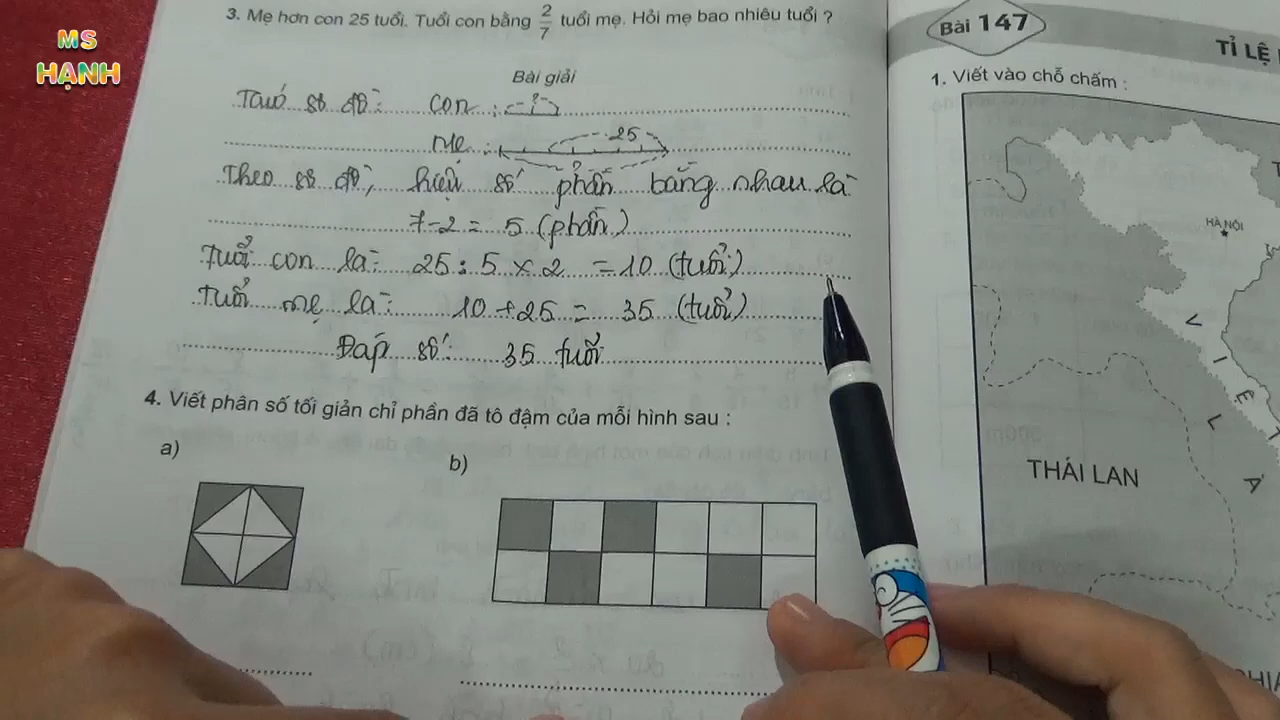 MS
HẠNH
3. Mẹ hơn con 25 tuổi. Tuổi con bằng 2/7 tuổi mẹ. Hỏi mẹ bao nhiêu tuổi ?
Bài giải
con : ?
mẹ : 25
?
Theo sơ đồ, hiệu số phần bằng nhau là
7-2 = 5 (phần)
Tuổi con là: 25 : 5 x 2 = 10 (tuổi)
Tuổi mẹ là: 10 + 25 = 35 (tuổi)
Đáp số: 35 tuổi
4. Viết phân số tối giản chỉ phần đã tô đậm của mỗi hình sau :
a)
b)
Bài 147
TỈ LỆ
1. Viết vào chỗ chấm :
HÀ NỘI
V I Ệ
L
À
THÁI LAN